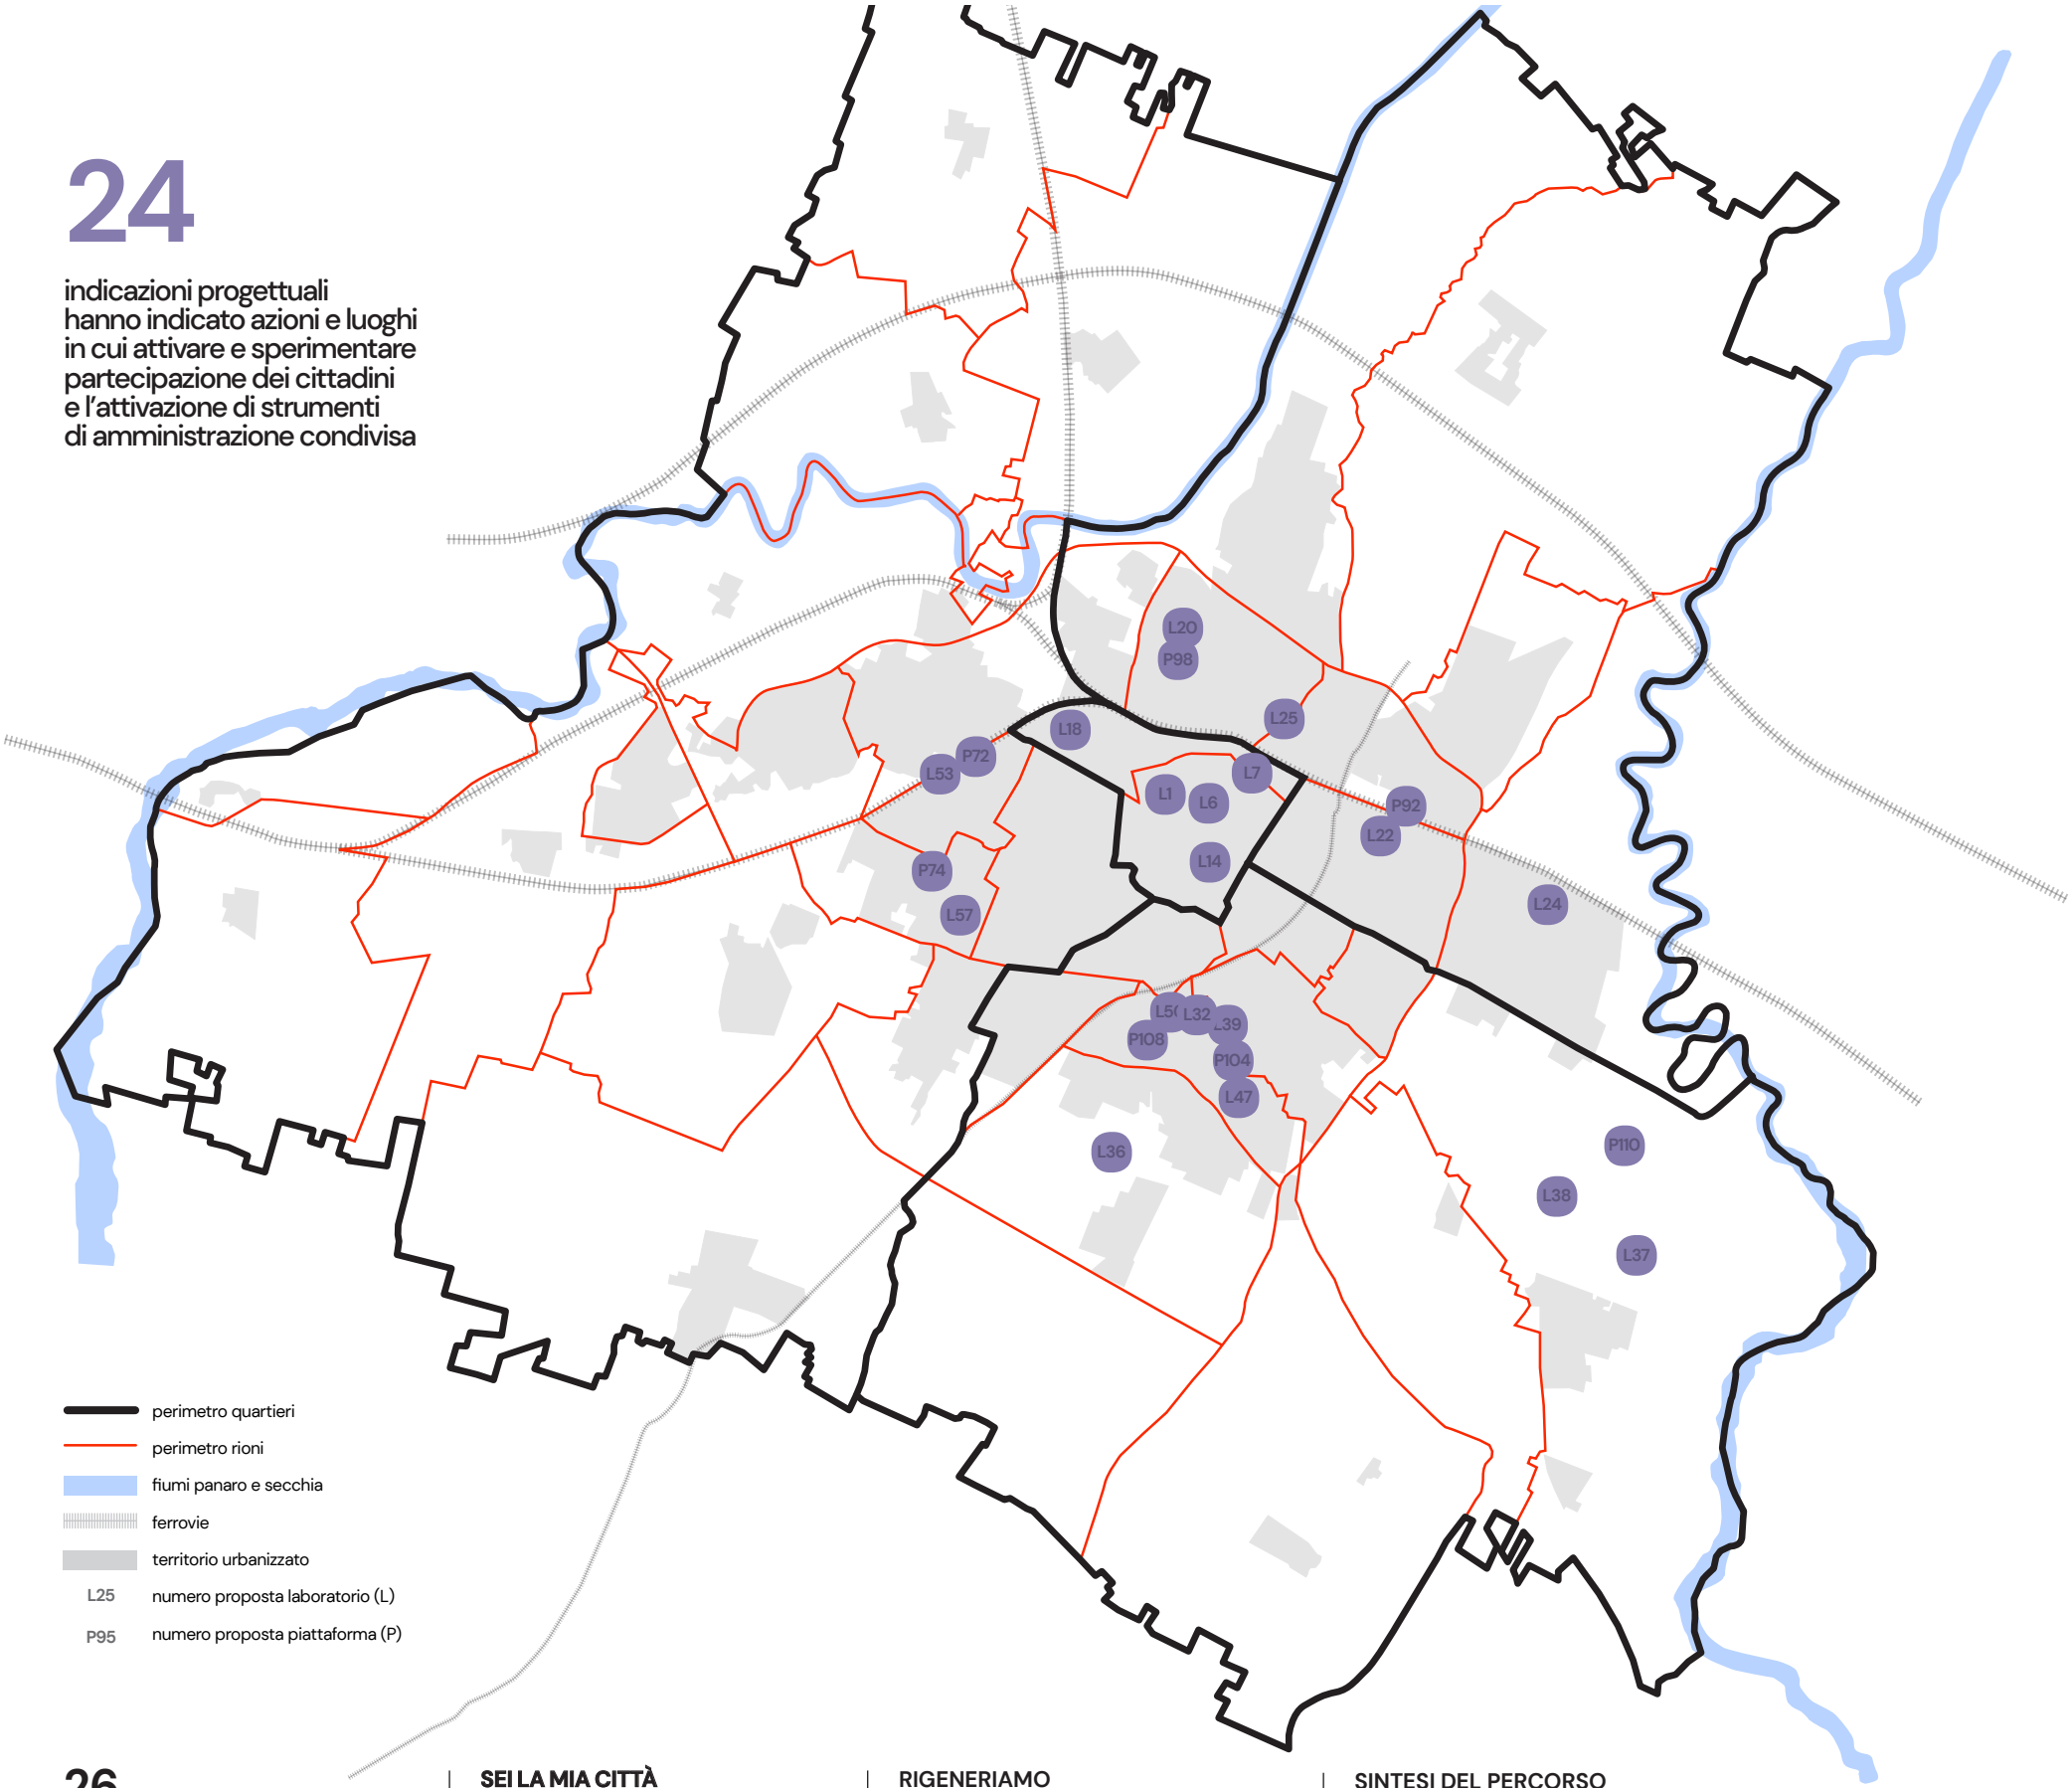 24
indicazioni progettuali
hanno indicato azioni e luoghi
in cui attivare e sperimentare
partecipazione dei cittadini
e l'attivazione di strumenti
di amministrazione condivisa
L20
P98
L25
L18
P72
L53
L7
L1
L6
P92
L22
L14
P74
L57
L24
L32
L39
P108
P104
L47
L36
P110
L38
L37
perimetro quartieri
perimetro rioni
fiumi panaro e secchia
ferrovie
territorio urbanizzato
L25 numero proposta laboratorio (L)
P95 numero proposta piattaforma (P)
26
SEI LA MIA CITTÀ
RIGENERIAMO
SINTESI DEL PERCORSO